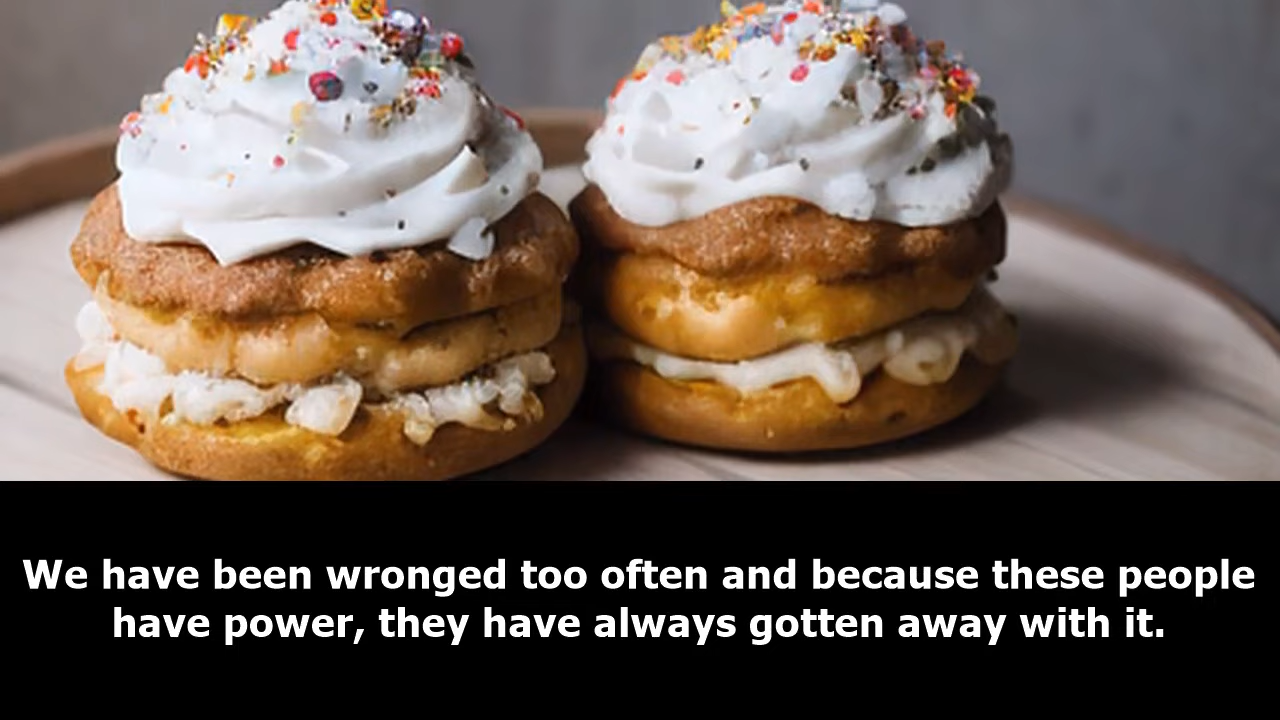 We have been wronged too often and because these people
have power, they have always gotten away with it.